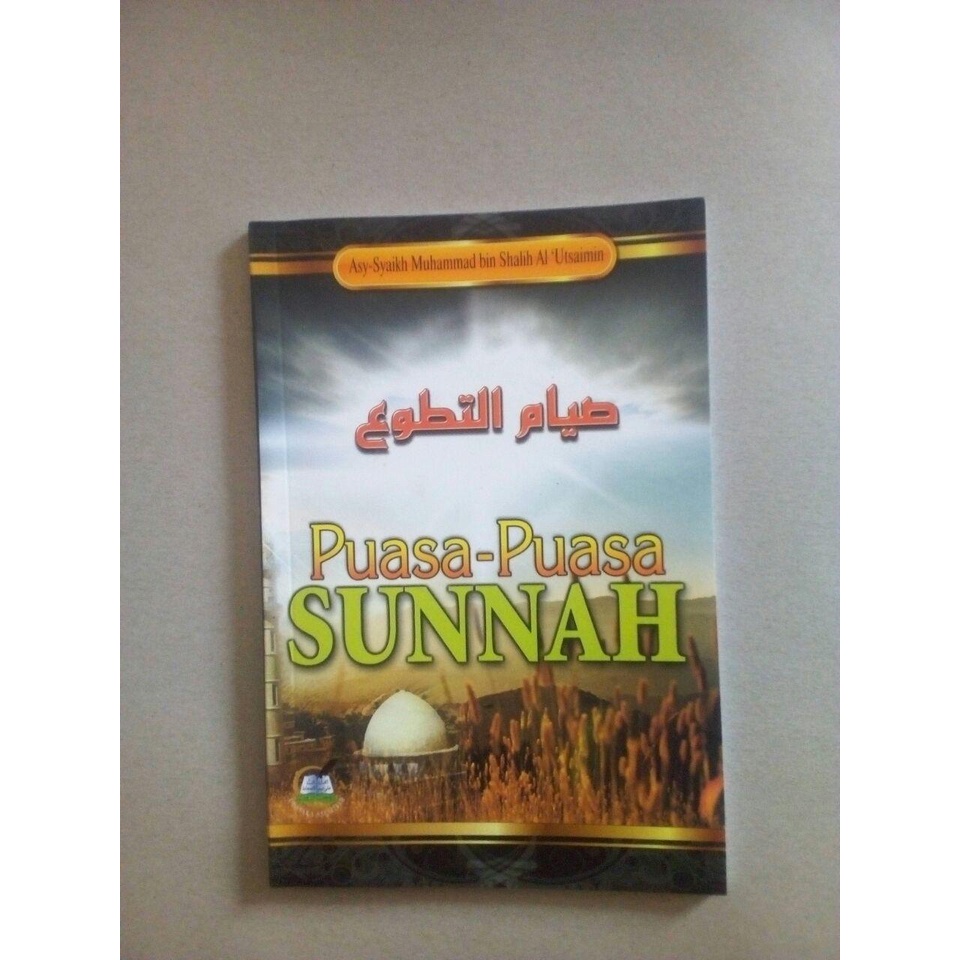 Asy-Syaikh Muhammad bin Shalih Al 'Utsaimin
صيام التطوع
Puasa-Puasa
SUNNAH